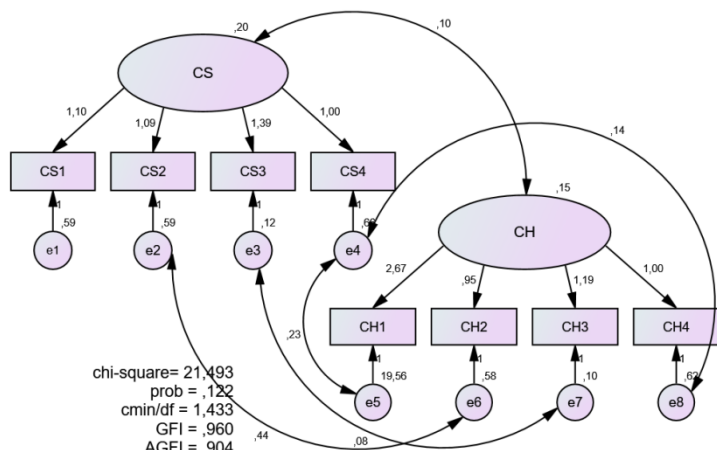 ,20
,10
CS
1,10
1,09
1,39
1,00
,14
CS1
CS2
CS3
CS4
1
1
1
1
,15
,59
,59
,12
e1
e2
e3
e4
CH
2,67
,95
1,19
1,00
CH1
CH2
CH3
CH4
,23
1
1
1
1
19,56
,58
,10
,62
e5
e6
e7
e8
chi-square= 21,493
prob = ,122
cmin/df = 1,433
GFI = ,960
,44
,08
AGFI = ,904